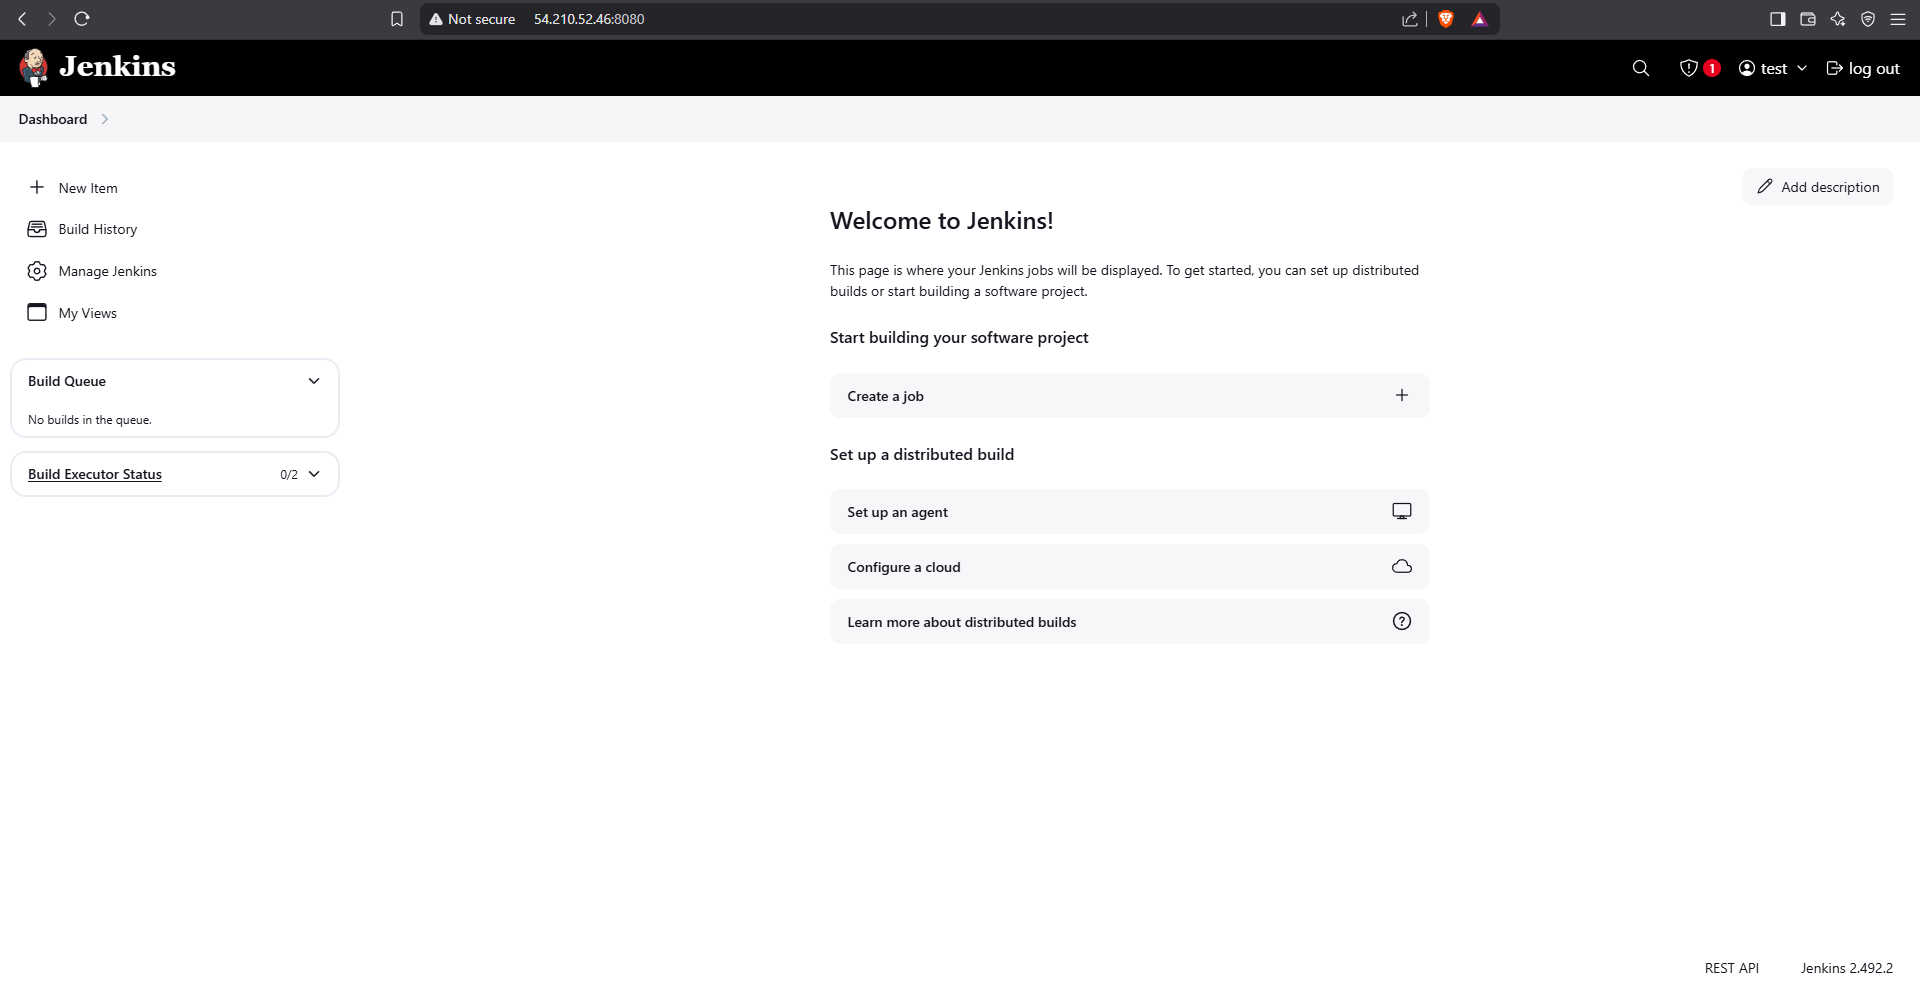 Not secure 54.210.52.46:8080
Jenkins
1 test log out
Dashboard
New Item
Build History
Manage Jenkins
My Views
Build Queue
No builds in the queue.
Build Executor Status 0/2
Add description
Welcome to Jenkins!
This page is where your Jenkins jobs will be displayed. To get started, you can set up distributed
builds or start building a software project.
Start building your software project
Create a job
Set up a distributed build
Set up an agent
Configure a cloud
Learn more about distributed builds
REST API Jenkins 2.492.2